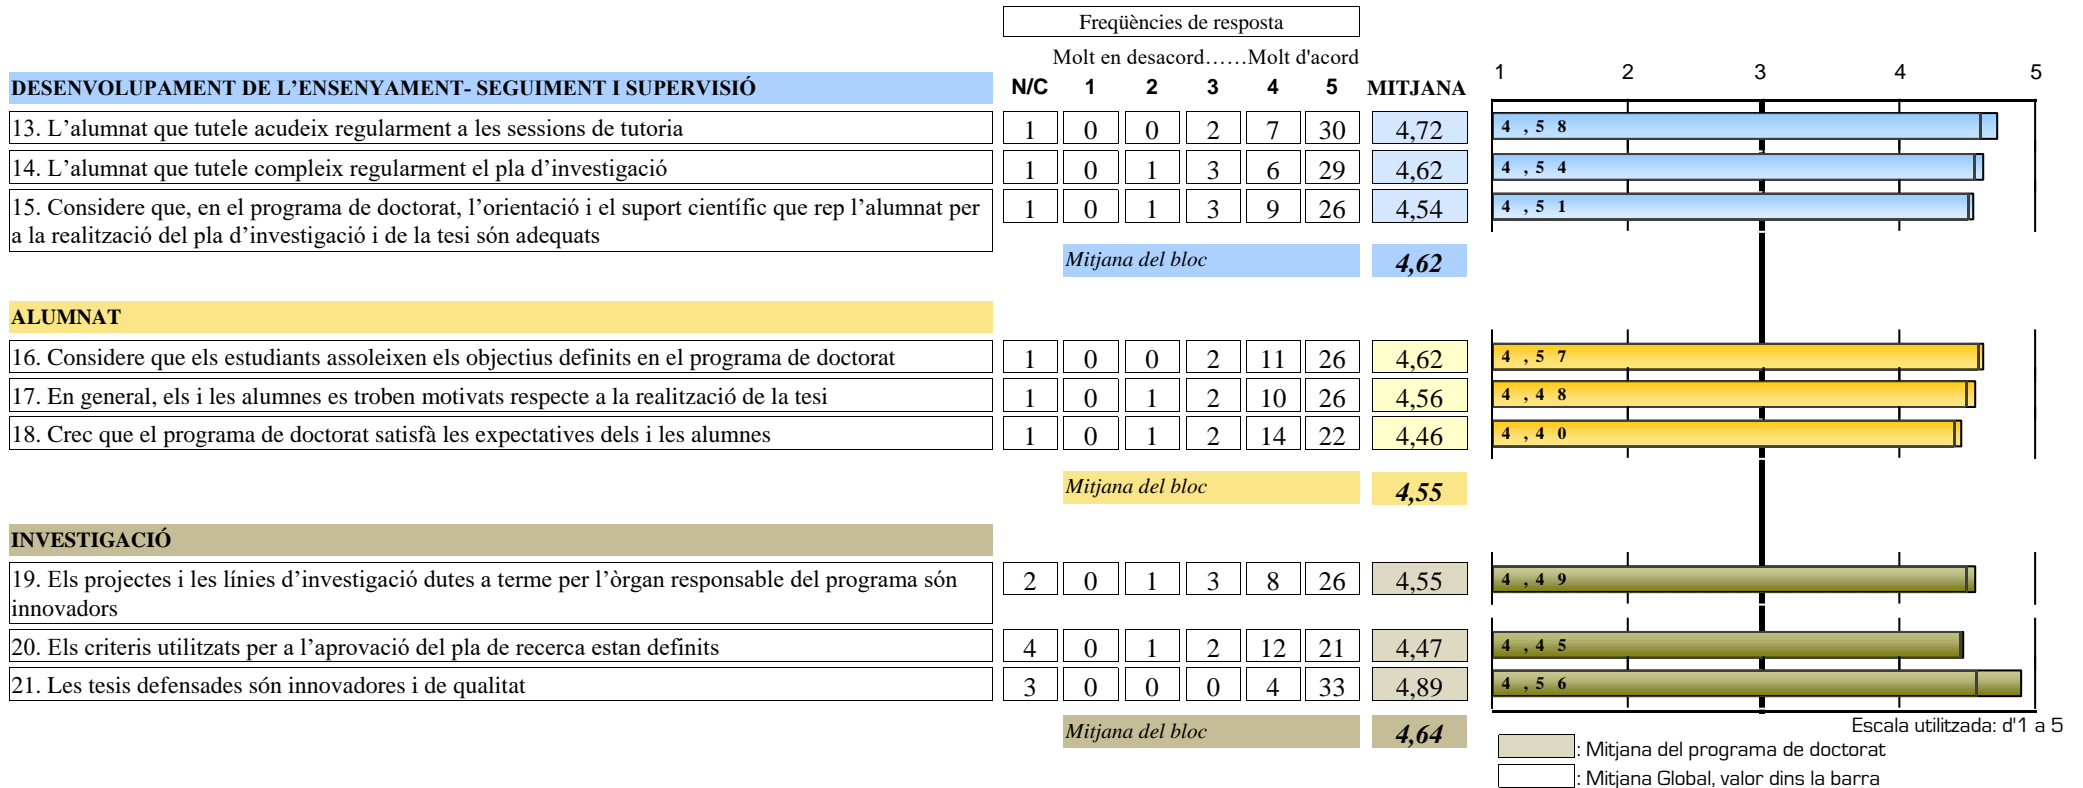 Freqüències de resposta
Molt en desacord……Molt d'acord
DESENVOLUPAMENT DE L’ENSENYAMENT- SEGUIMENT I SUPERVISIÓ N/C 1 2 3 4 5 MITJANA 1 2 3 4 5
13. L’alumnat que tutele acudeix regularment a les sessions de tutoria 1 0 0 2 7 30 4,72 4,58
14. L’alumnat que tutele compleix regularment el pla d’investigació 1 0 1 3 6 29 4,62 4,54
15. Considere que, en el programa de doctorat, l’orientació i el suport científic que rep l’alumnat per 1 0 1 3 9 26 4,54 4,51
a la realització del pla d’investigació i de la tesi són adequats
Mitjana del bloc 4,62
ALUMNAT
16. Considere que els estudiants assoleixen els objectius definits en el programa de doctorat 1 0 0 2 11 26 4,62 4,57
17. En general, els i les alumnes es troben motivats respecte a la realització de la tesi 1 0 1 2 10 26 4,56 4,48
18. Crec que el programa de doctorat satisfà les expectatives dels i les alumnes 1 0 1 2 14 22 4,46 4,40
Mitjana del bloc 4,55
INVESTIGACIÓ
19. Els projectes i les línies d’investigació dutes a terme per l’òrgan responsable del programa són 2 0 1 3 8 26 4,55 4,49
innovadors
20. Els criteris utilitzats per a l’aprovació del pla de recerca estan definits 4 0 1 2 12 21 4,47 4,45
21. Les tesis defensades són innovadores i de qualitat 3 0 0 0 4 33 4,89 4,56
Mitjana del bloc 4,64
Escala utilitzada: d'1 a 5
: Mitjana del programa de doctorat
: Mitjana Global, valor dins la barra